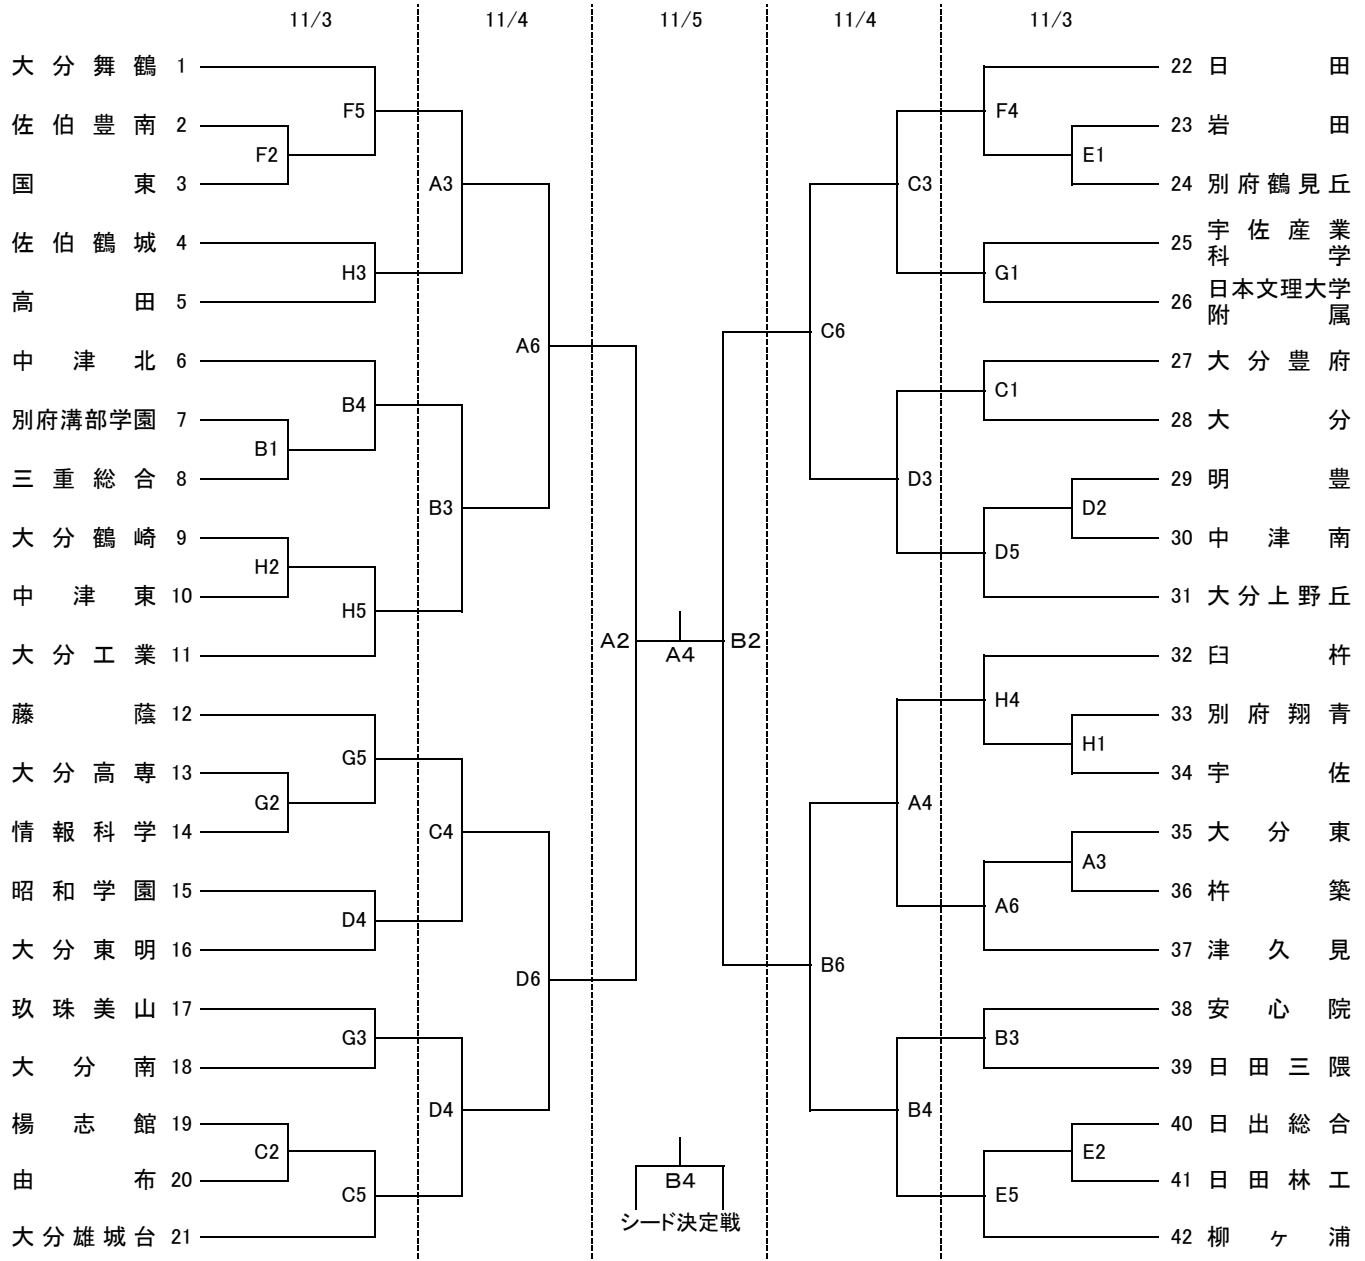 11/3 11/4 11/5 11/4 11/3
大分舞鶴 1
佐伯豊南 2
国東 3
佐伯鶴城 4
高田 5
中津北 6
別府溝部学園 7
三重総合 8
大分鶴崎 9
中津東 10
大分工業 11
藤蔭 12
大分高専 13
情報科学 14
昭和学園 15
大分東明 16
玖珠美山 17
大分南 18
楊志館 19
由布 20
大分雄城台 21
F2
B1
H2
G2
C2
F5
H3
B4
H5
G5
D4
G3
C5
A3
B3
C4
D4
A6
D6
A2
A4
B2
B4
シード決定戦
C6
B6
C3
D3
A4
B4
F4
G1
C1
D5
H4
A6
B3
E5
E1
D2
H1
A3
E2
22 日田
23 岩田
24 別府鶴見丘
25 宇佐産業
科学
26 日本文理大学
附属
27 大分豊府
28 大分
29 明豊
30 中津南
31 大分上野丘
32 臼杵
33 別府翔青
34 宇佐
35 大分東
36 杵築
37 津久見
38 安心院
39 日田三隈
40 日出総合
41 日田林工
42 柳ヶ浦